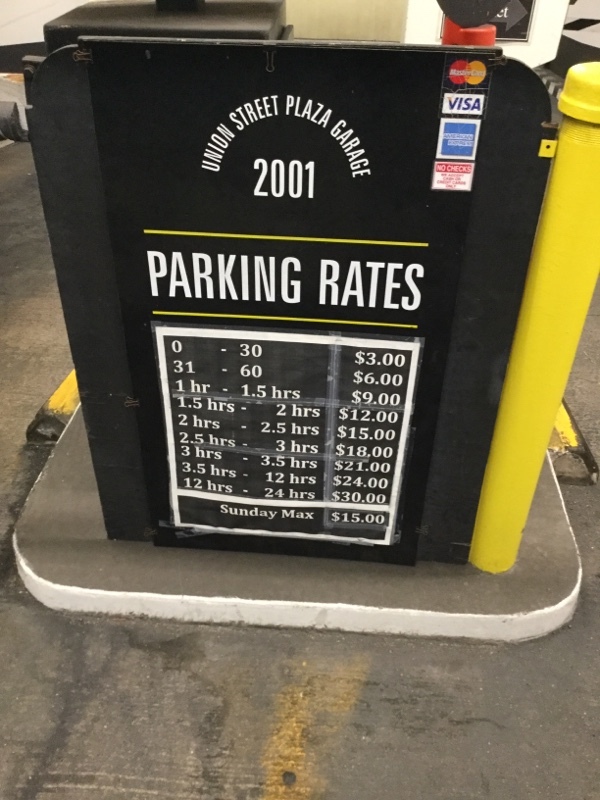 et
MasterCard
VISA
AMERICAN EXPRESS
NO CHECKS
UNION STREET PLAZA GARAGE
2001
PARKING RATES
0 - 30 $3.00
31 - 60 $6.00
1 hr - 1.5 hrs $9.00
1.5 hrs - 2 hrs $12.00
2 hrs - 2.5 hrs $15.00
2.5 hrs - 3 hrs $18.00
3 hrs - 3.5 hrs $21.00
3.5 hrs - 12 hrs $24.00
12 hrs - 24 hrs $30.00
Sunday Max $15.00